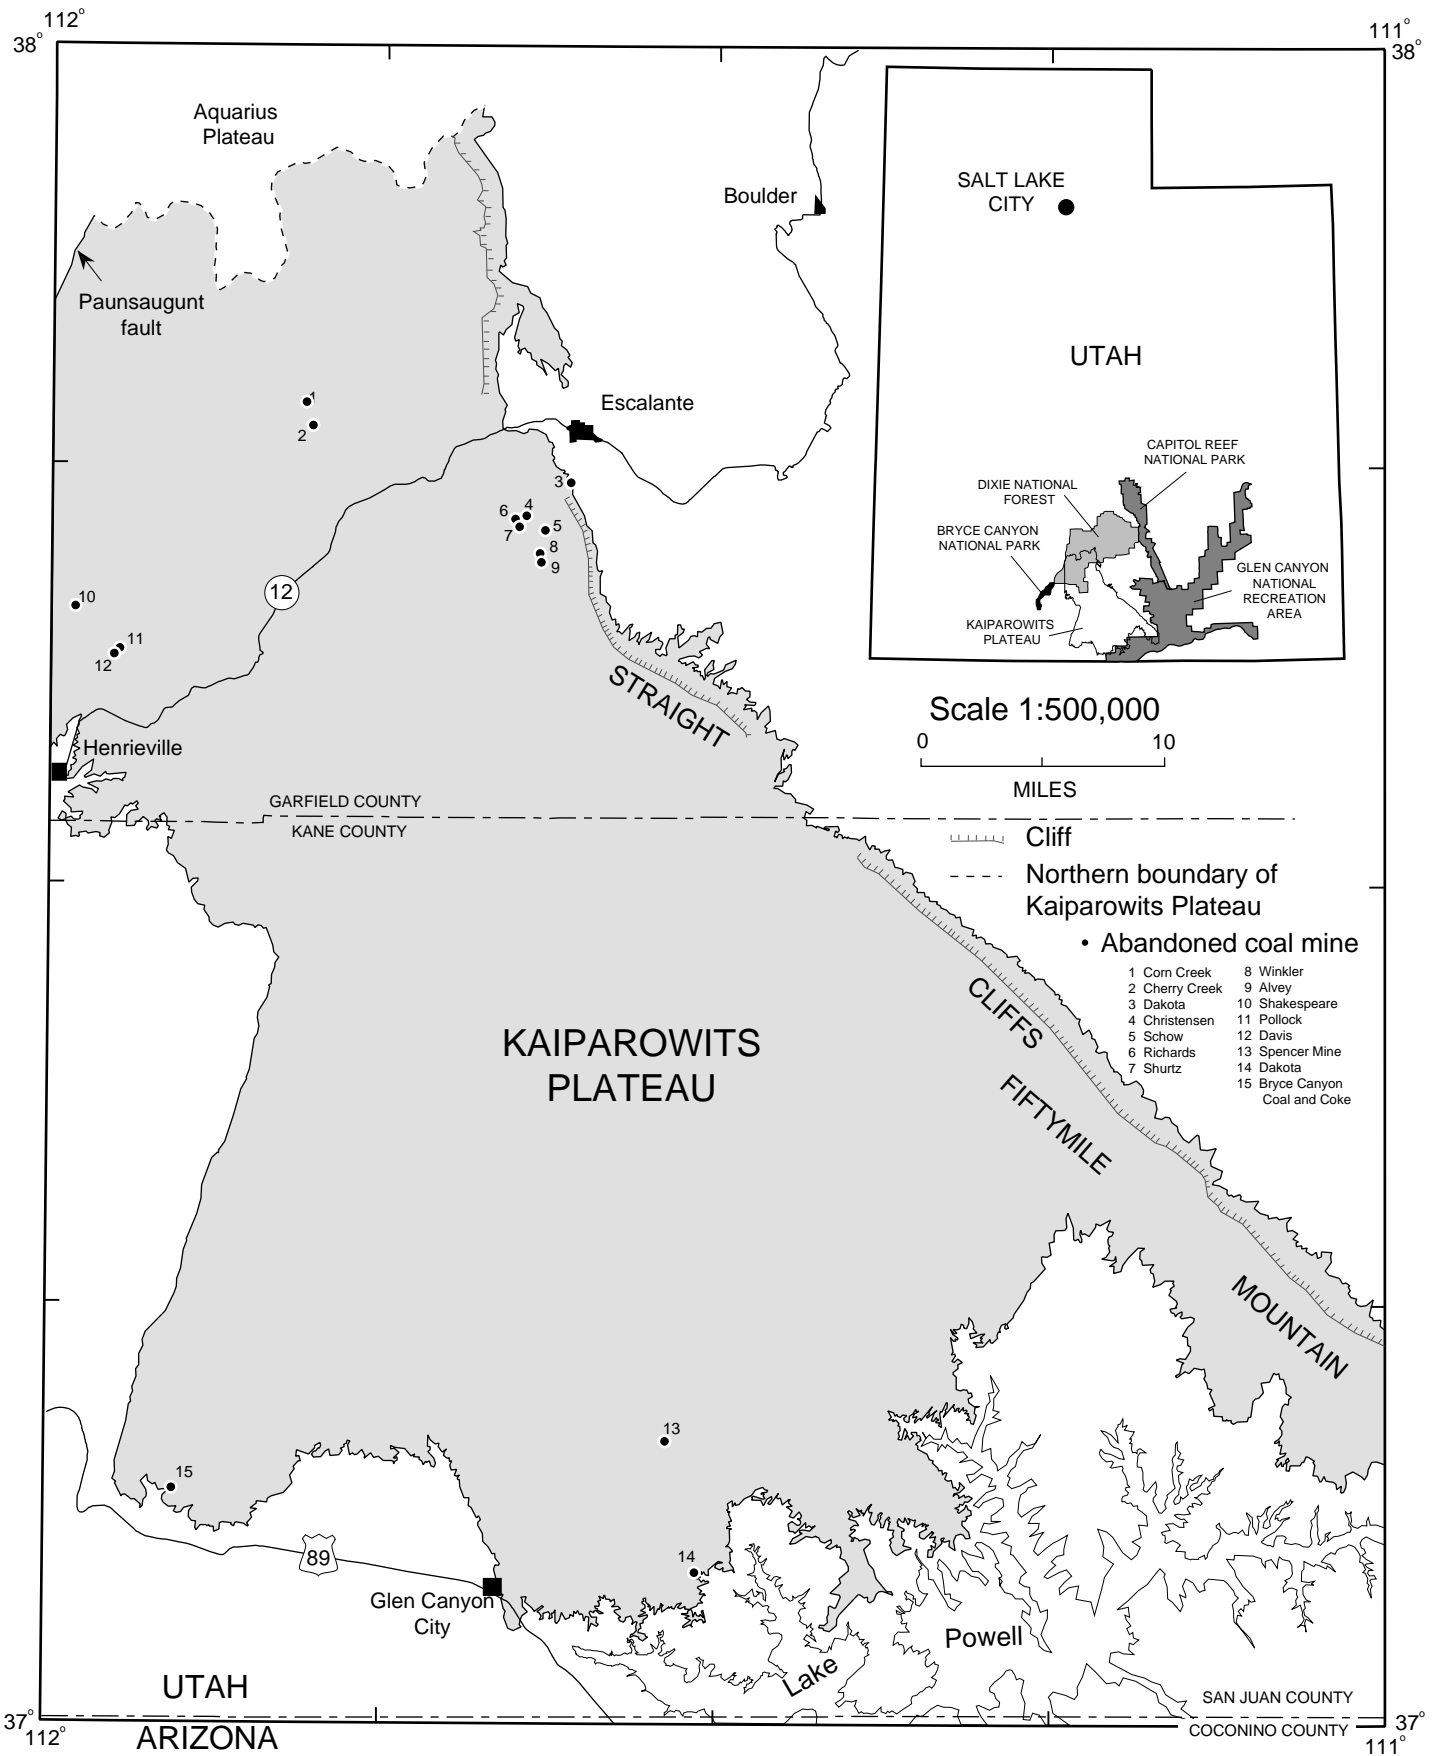 112°
111°
38°
38°
Aquarius
Plateau
Boulder
SALT LAKE
CITY
Paunsaugunt
fault
UTAH
1
2
Escalante
CAPITOL REEF
NATIONAL PARK
DIXIE NATIONAL
FOREST
BRYCE CANYON
NATIONAL PARK
GLEN CANYON
NATIONAL
RECREATION
AREA
KAIPAROWITS
PLATEAU
3
4
6
5
7
8
9
12
10
11
12
STRAIGHT
Scale 1:500,000
0 10
MILES
Henrieville
GARFIELD COUNTY
KANE COUNTY
Cliff
Northern boundary of
Kaiparowits Plateau
Abandoned coal mine
1 Corn Creek
2 Cherry Creek
3 Dakota
4 Christensen
5 Schow
6 Richards
7 Shurtz
8 Winkler
9 Alvey
10 Shakespeare
11 Pollock
12 Davis
13 Spencer Mine
14 Dakota
15 Bryce Canyon
Coal and Coke
CLIFFS
KAIPAROWITS
PLATEAU
FIFTYMILE
MOUNTAIN
13
15
14
89
Glen Canyon
City
Lake
Powell
UTAH
ARIZONA
SAN JUAN COUNTY
COCONINO COUNTY
37°
37°
112°
111°